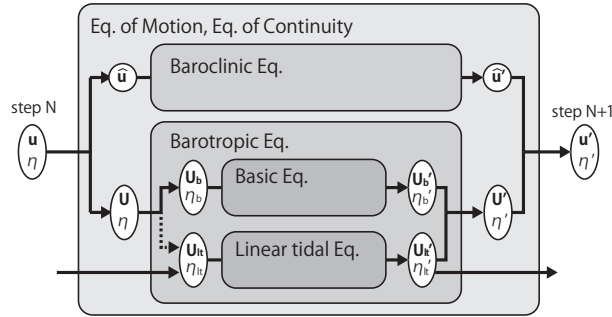 Eq. of Motion, Eq. of Continuity
Baroclinic Eq.
û
û'
step N
u
η
step N+1
u'
η'
Barotropic Eq.
U
η
U_b
η_b
Basic Eq.
U_b'
η_b'
U'
η'
U_lt
η_lt
Linear tidal Eq.
U_lt'
η_lt'